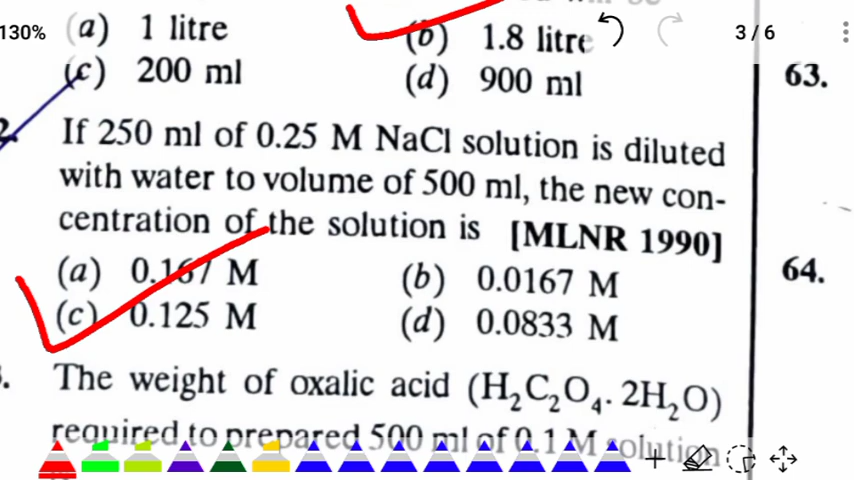 130%
3 / 6
(a) 1 litre (b) 1.8 litre
(c) 200 ml (d) 900 ml
63.
If 250 ml of 0.25 M NaCl solution is diluted
with water to volume of 500 ml, the new con-
centration of the solution is [MLNR 1990]
(a) 0.167 M (b) 0.0167 M
(c) 0.125 M (d) 0.0833 M
64.
The weight of oxalic acid (H₂C₂O₄. 2H₂O)
required to prepared 500 ml of 0.1 M solution